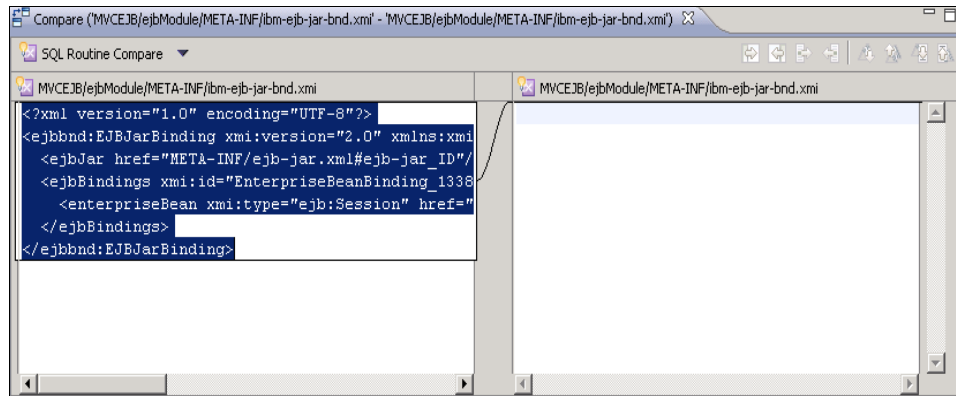 Compare ('MVCEJB/ejbModule/META-INF/ibm-ejb-jar-bnd.xmi' - 'MVCEJB/ejbModule/META-INF/ibm-ejb-jar-bnd.xmi')
SQL Routine Compare
MVCEJB/ejbModule/META-INF/ibm-ejb-jar-bnd.xmi
MVCEJB/ejbModule/META-INF/ibm-ejb-jar-bnd.xmi
<?xml version="1.0" encoding="UTF-8"?>
<ejbbnd:EJBJarBinding xmi:version="2.0" xmlns:xmi
<ejbJar href="META-INF/ejb-jar.xml#ejb-jar_ID"/
<ejbBindings xmi:id="EnterpriseBeanBinding_1338
<enterpriseBean xmi:type="ejb:Session" href="
</ejbBindings>
</ejbbnd:EJBJarBinding>